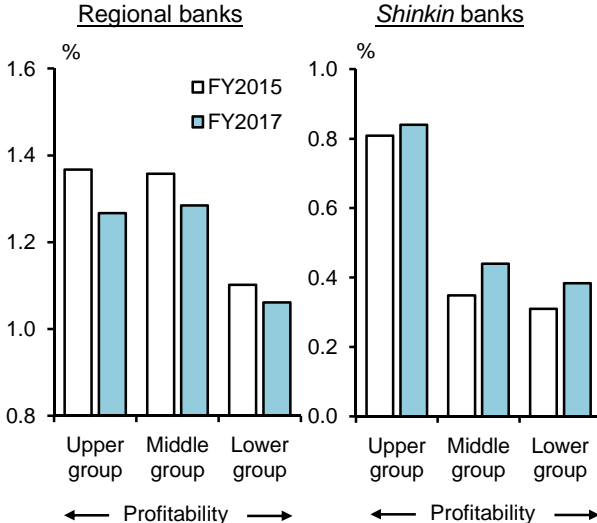 Regional banks
%
1.6
1.4
1.2
1.0
0.8
FY2015
FY2017
Upper group
Middle group
Lower group
Profitability
Shinkin banks
%
1.0
0.8
0.6
0.4
0.2
0.0
Upper group
Middle group
Lower group
Profitability